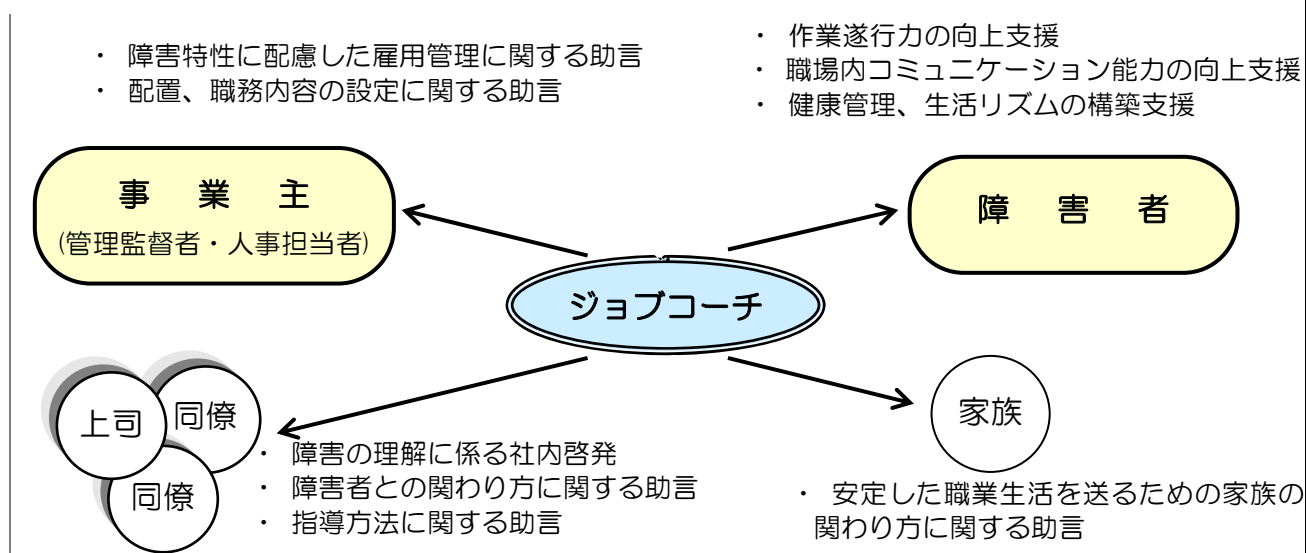 ・ 障害特性に配慮した雇用管理に関する助言
・ 配置、職務内容の設定に関する助言
・ 作業遂行力の向上支援
・ 職場内コミュニケーション能力の向上支援
・ 健康管理、生活リズムの構築支援
事 業 主
(管理監督者・人事担当者)
障 害 者
ジョブコーチ
上司
同僚
同僚
・ 障害の理解に係る社内啓発
・ 障害者との関わり方に関する助言
・ 指導方法に関する助言
家族
・ 安定した職業生活を送るための家族の
関わり方に関する助言